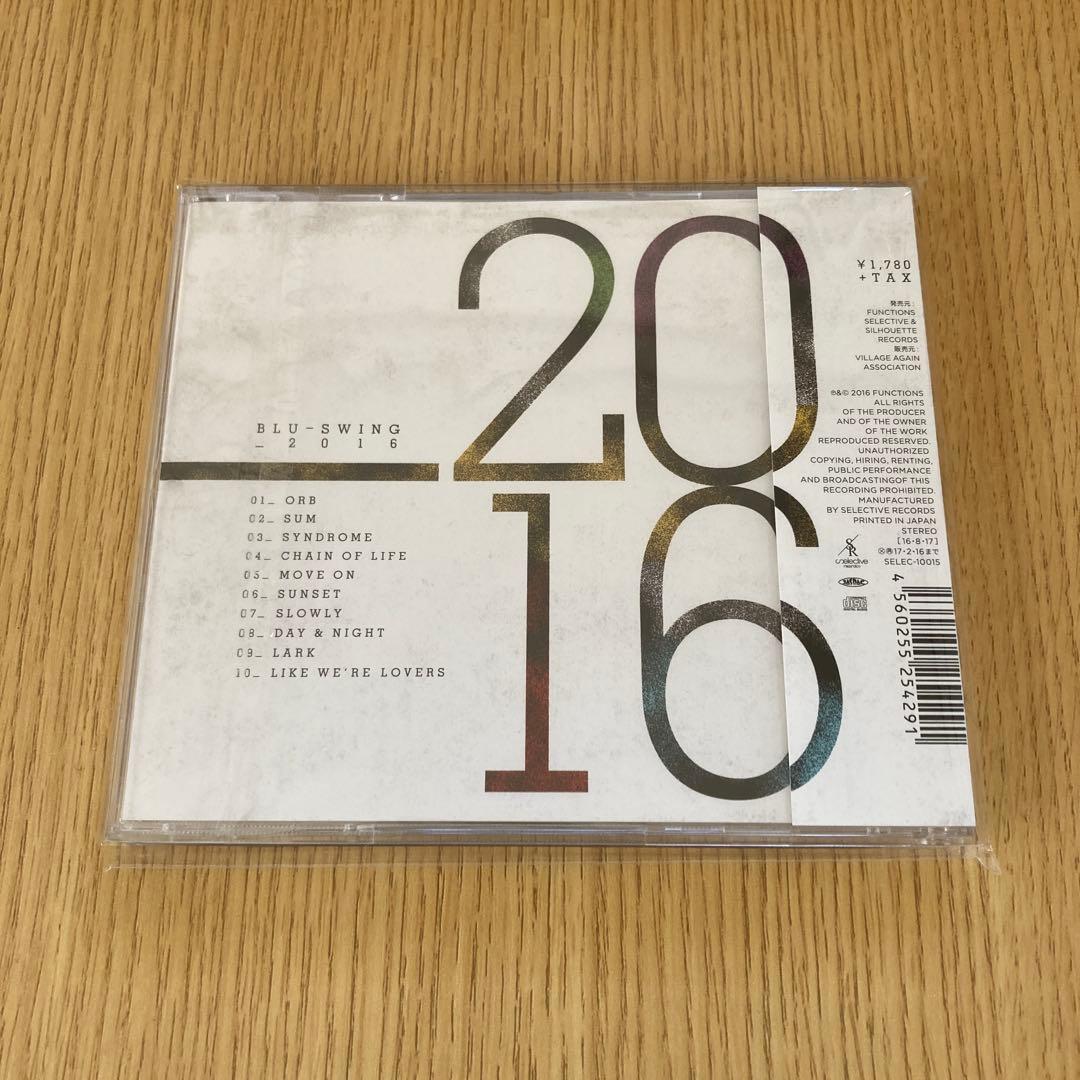 2016
BLU-SWING
_2016
01_ ORB
02_ SUM
03_ SYNDROME
04_ CHAIN OF LIFE
05_ MOVE ON
06_ SUNSET
07_ SLOWLY
08_ DAY & NIGHT
09_ LARK
10_ LIKE WE'RE LOVERS
¥1,780
+TAX
発売元:
FUNCTIONS
SELECTIVE &
SILHOUETTE
RECORDS
販売元:
VILLAGE AGAIN
ASSOCIATION
℗&© 2016 FUNCTIONS
ALL RIGHTS
OF THE PRODUCER
AND OF THE OWNER
OF THE WORK
REPRODUCED RESERVED.
UNAUTHORIZED
COPYING, HIRING, RENTING,
PUBLIC PERFORMANCE
AND BROADCASTINGOF THIS
RECORDING PROHIBITED.
MANUFACTURED
BY SELECTIVE RECORDS
PRINTED IN JAPAN
STEREO
[16・8・17]
17・2・16まで
SELEC-10015
selective
4 560255 254291